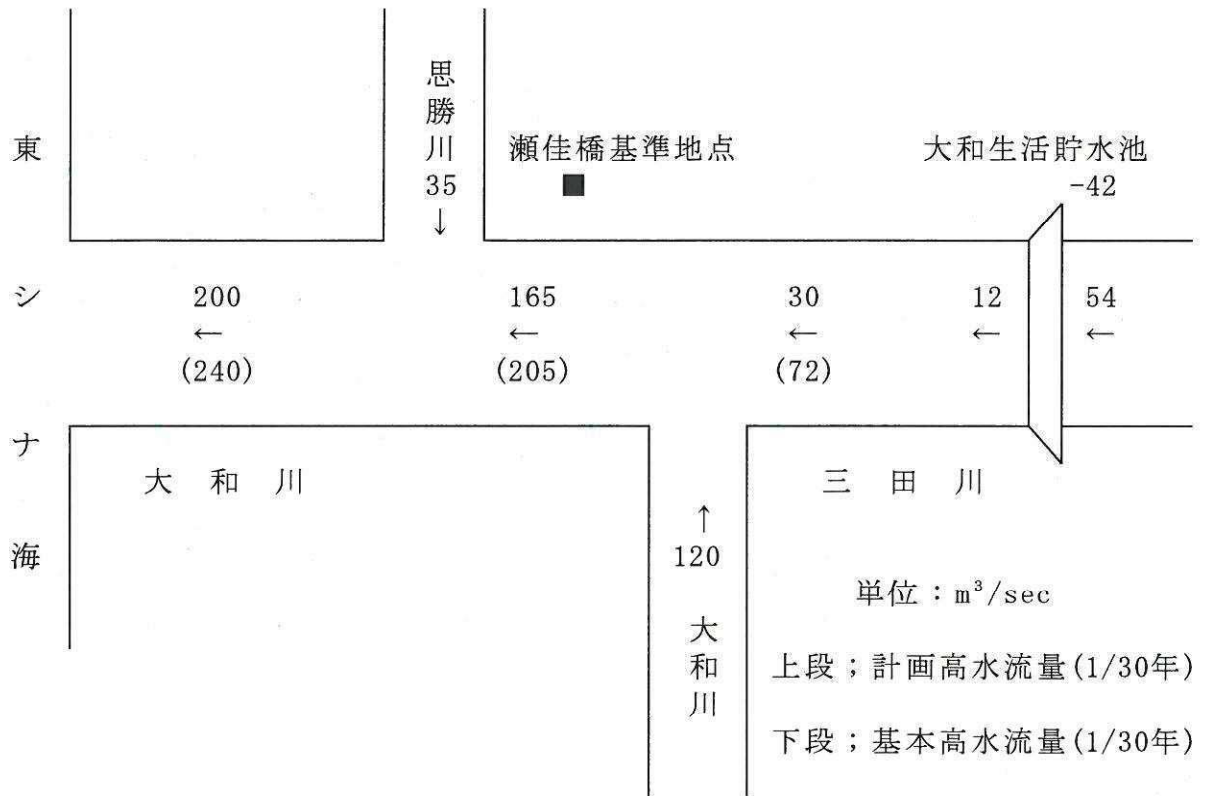 東シナ海
思勝川
35
↓
瀬佳橋基準地点
■
大和生活貯水池
-42
200
←
(240)
165
←
(205)
30
←
(72)
12
←
54
←
大和川
三田川
↑
120
大和川
単位：m³/sec
上段；計画高水流量(1/30年)
下段；基本高水流量(1/30年)